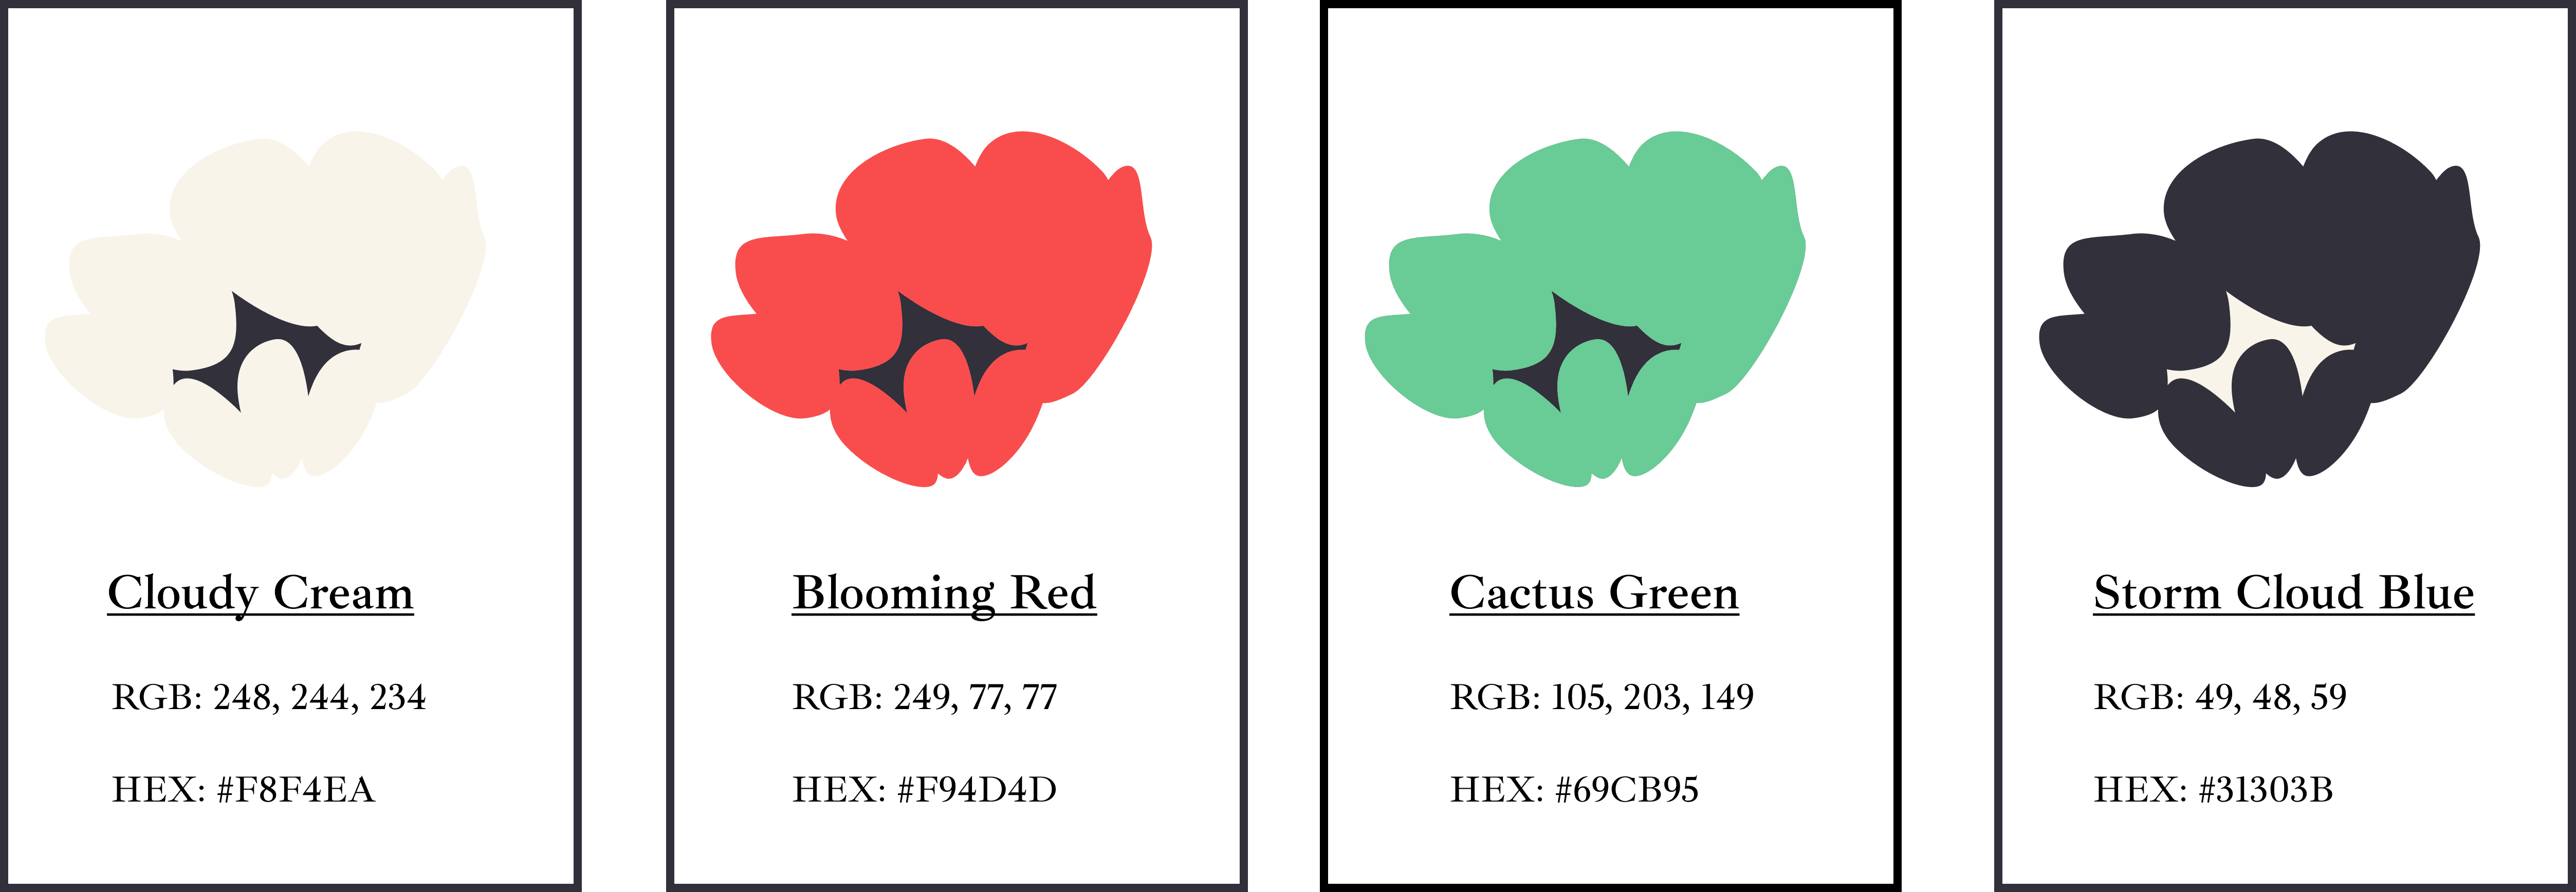 Cloudy Cream
RGB: 248, 244, 234
HEX: #F8F4EA
Blooming Red
RGB: 249, 77, 77
HEX: #F94D4D
Cactus Green
RGB: 105, 203, 149
HEX: #69CB95
Storm Cloud Blue
RGB: 49, 48, 59
HEX: #31303B